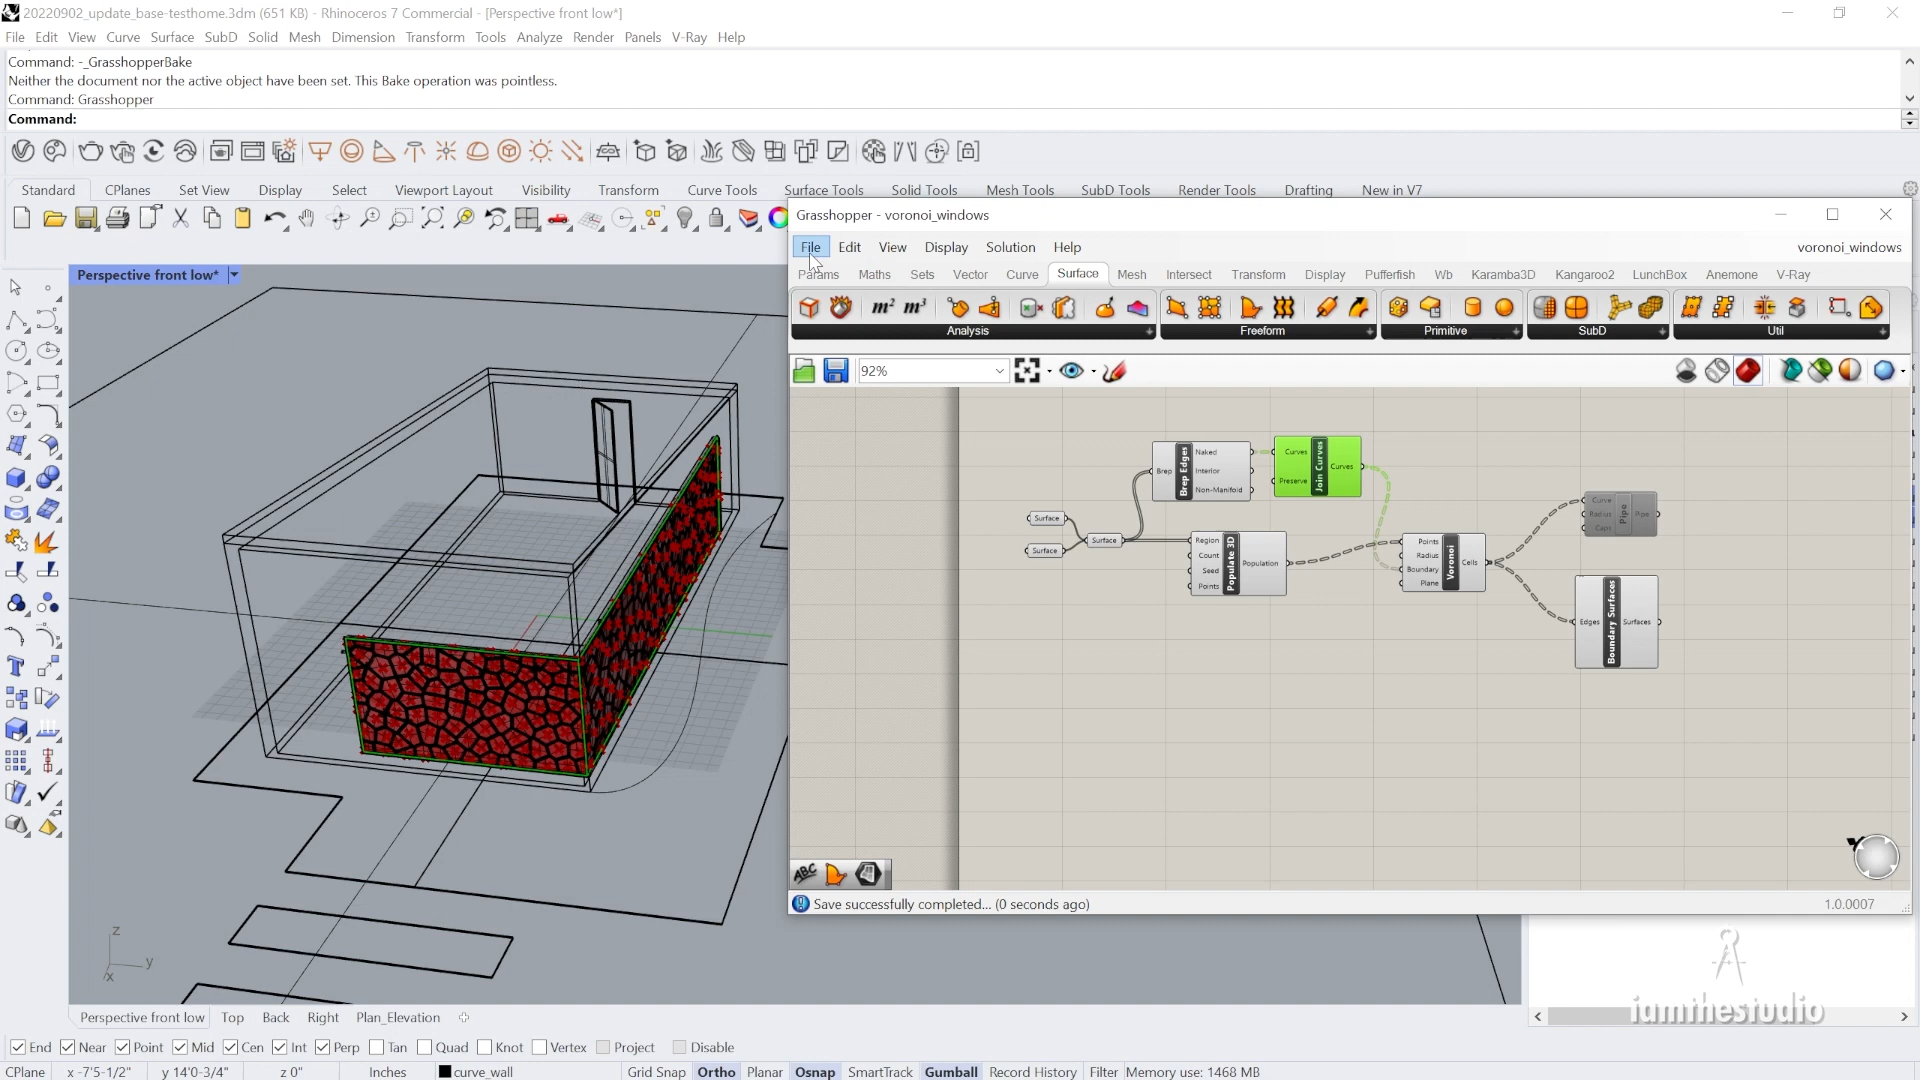 20220902_update_base-testhome.3dm (651 KB) - Rhinoceros 7 Commercial - [Perspective front low*]
File Edit View Curve Surface SubD Solid Mesh Dimension Transform Tools Analyze Render Panels V-Ray Help
Command: -_GrasshopperBake
Neither the document nor the active object have been set. This Bake operation was pointless.
Command: Grasshopper
Command:
Standard CPlanes Set View Display Select Viewport Layout Visibility Transform Curve Tools Surface Tools Solid Tools Mesh Tools SubD Tools Render Tools Drafting New in V7
Grasshopper - voronoi_windows
File Edit View Display Solution Help voronoi_windows
Params Maths Sets Vector Curve Surface Mesh Intersect Transform Display Pufferfish Wb Karamba3D Kangaroo2 LunchBox Anemone V-Ray
m² m³
Analysis Freeform Primitive SubD Util
Perspective front low*
92%
Brep Brep Edges Naked Interior Non-Manifold
Curves Preserve Join Curves Curves
Surface
Surface
Surface
Region Count Seed Points Populate 3D Population
Points Radius Boundary Plane Voronoi Cells
Curve Radius Caps Pipe Pipe
Edges Boundary Surfaces Surfaces
ABC
Save successfully completed... (0 seconds ago) 1.0.0007
z
y
x
iamthestudio
Perspective front low Top Back Right Plan_Elevation
End Near Point Mid Cen Int Perp Tan Quad Knot Vertex Project Disable
CPlane x -7'5-1/2" y 14'0-3/4" z 0" Inches curve_wall Grid Snap Ortho Planar Osnap SmartTrack Gumball Record History Filter Memory use: 1468 MB